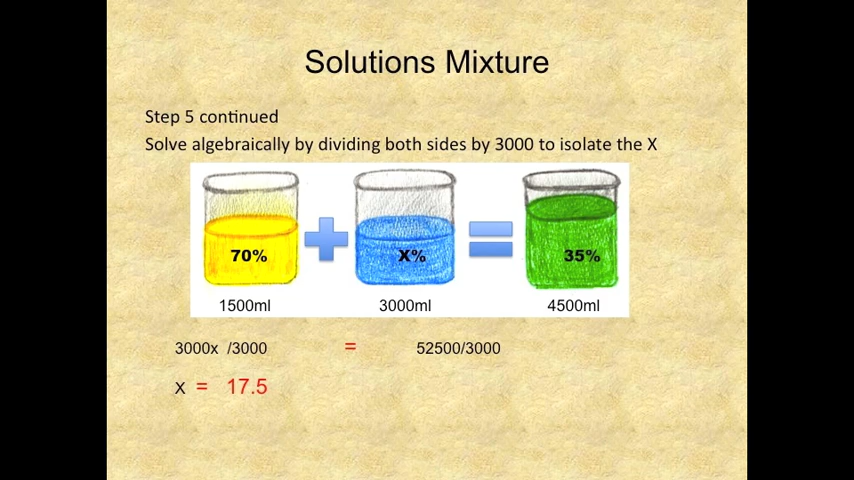 Solutions Mixture
Step 5 continued
Solve algebraically by dividing both sides by 3000 to isolate the X
70% X% 35%
1500ml 3000ml 4500ml
3000x /3000 = 52500/3000
X = 17.5